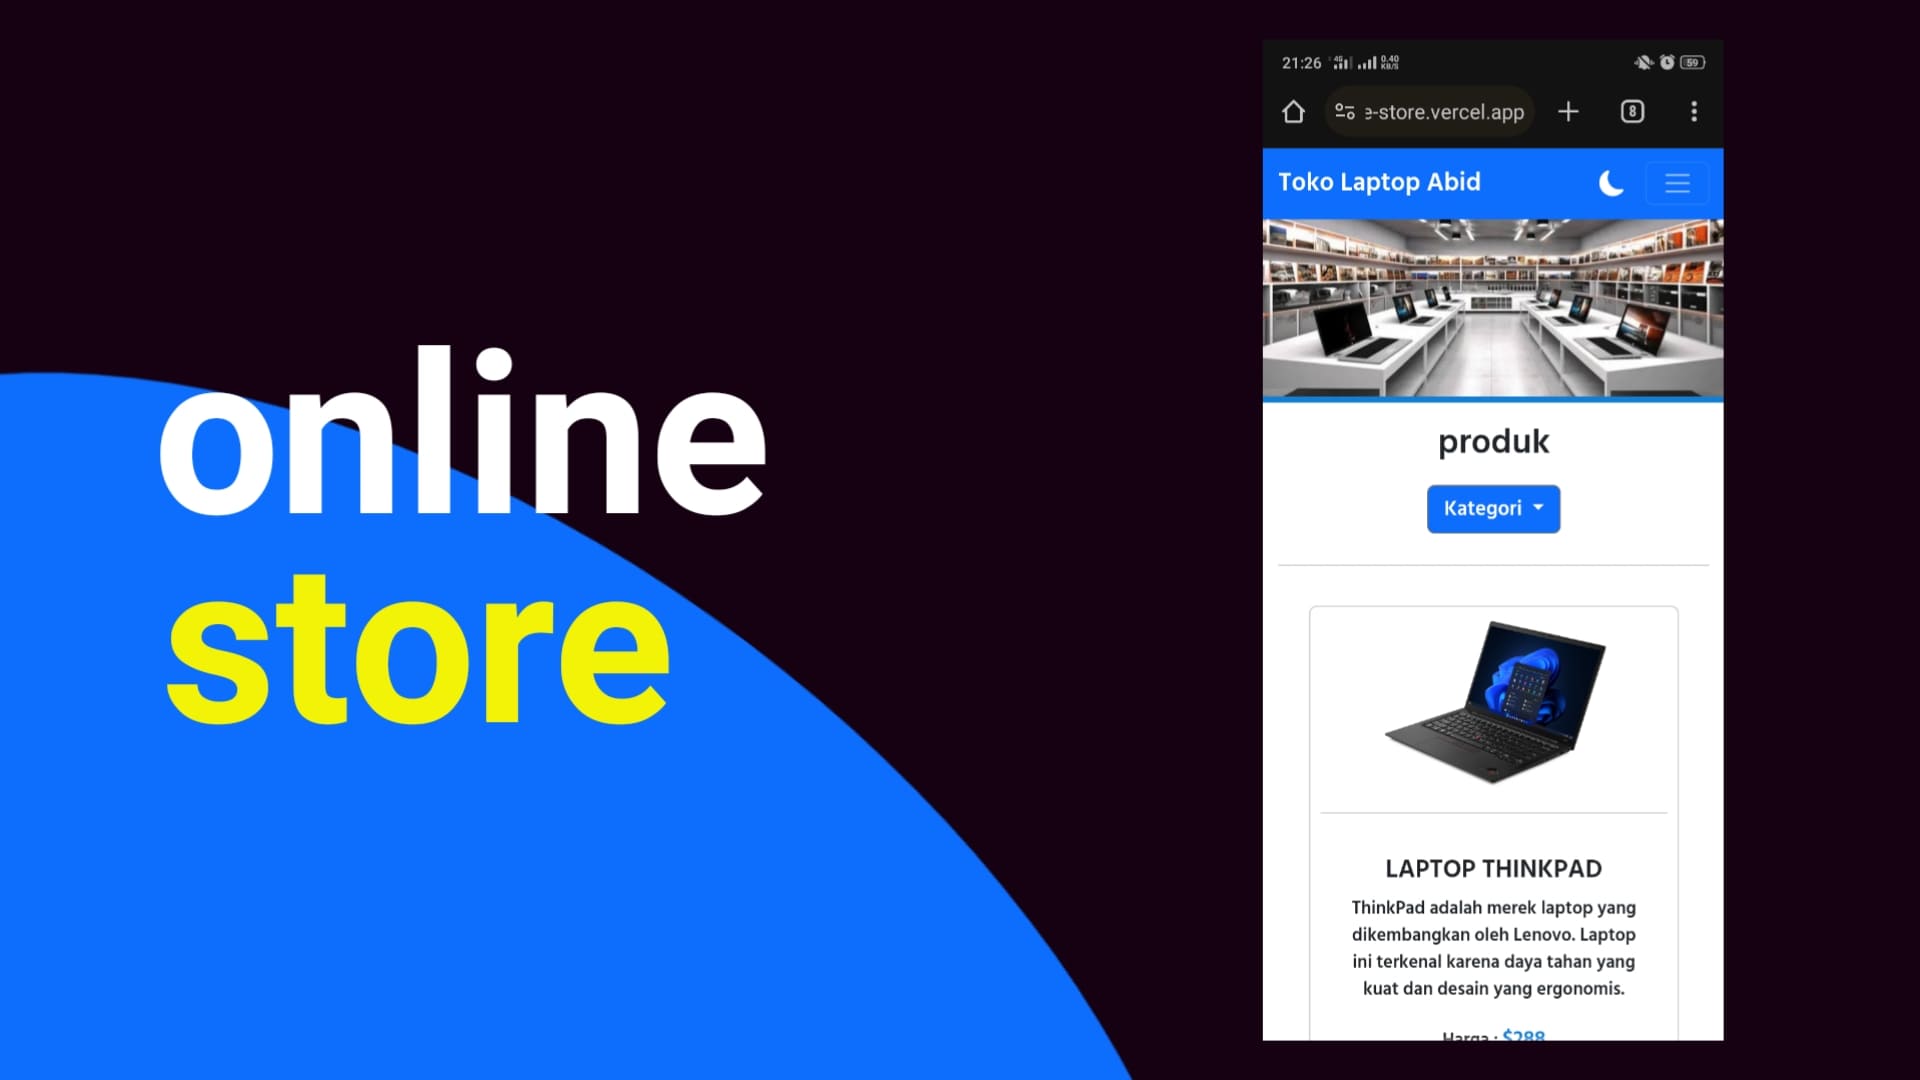 online
store
21:26 4G 0.40 KB/S 59
e-store.vercel.app 8
Toko Laptop Abid
produk
Kategori
LAPTOP THINKPAD
ThinkPad adalah merek laptop yang
dikembangkan oleh Lenovo. Laptop
ini terkenal karena daya tahan yang
kuat dan desain yang ergonomis.
Harga : $288